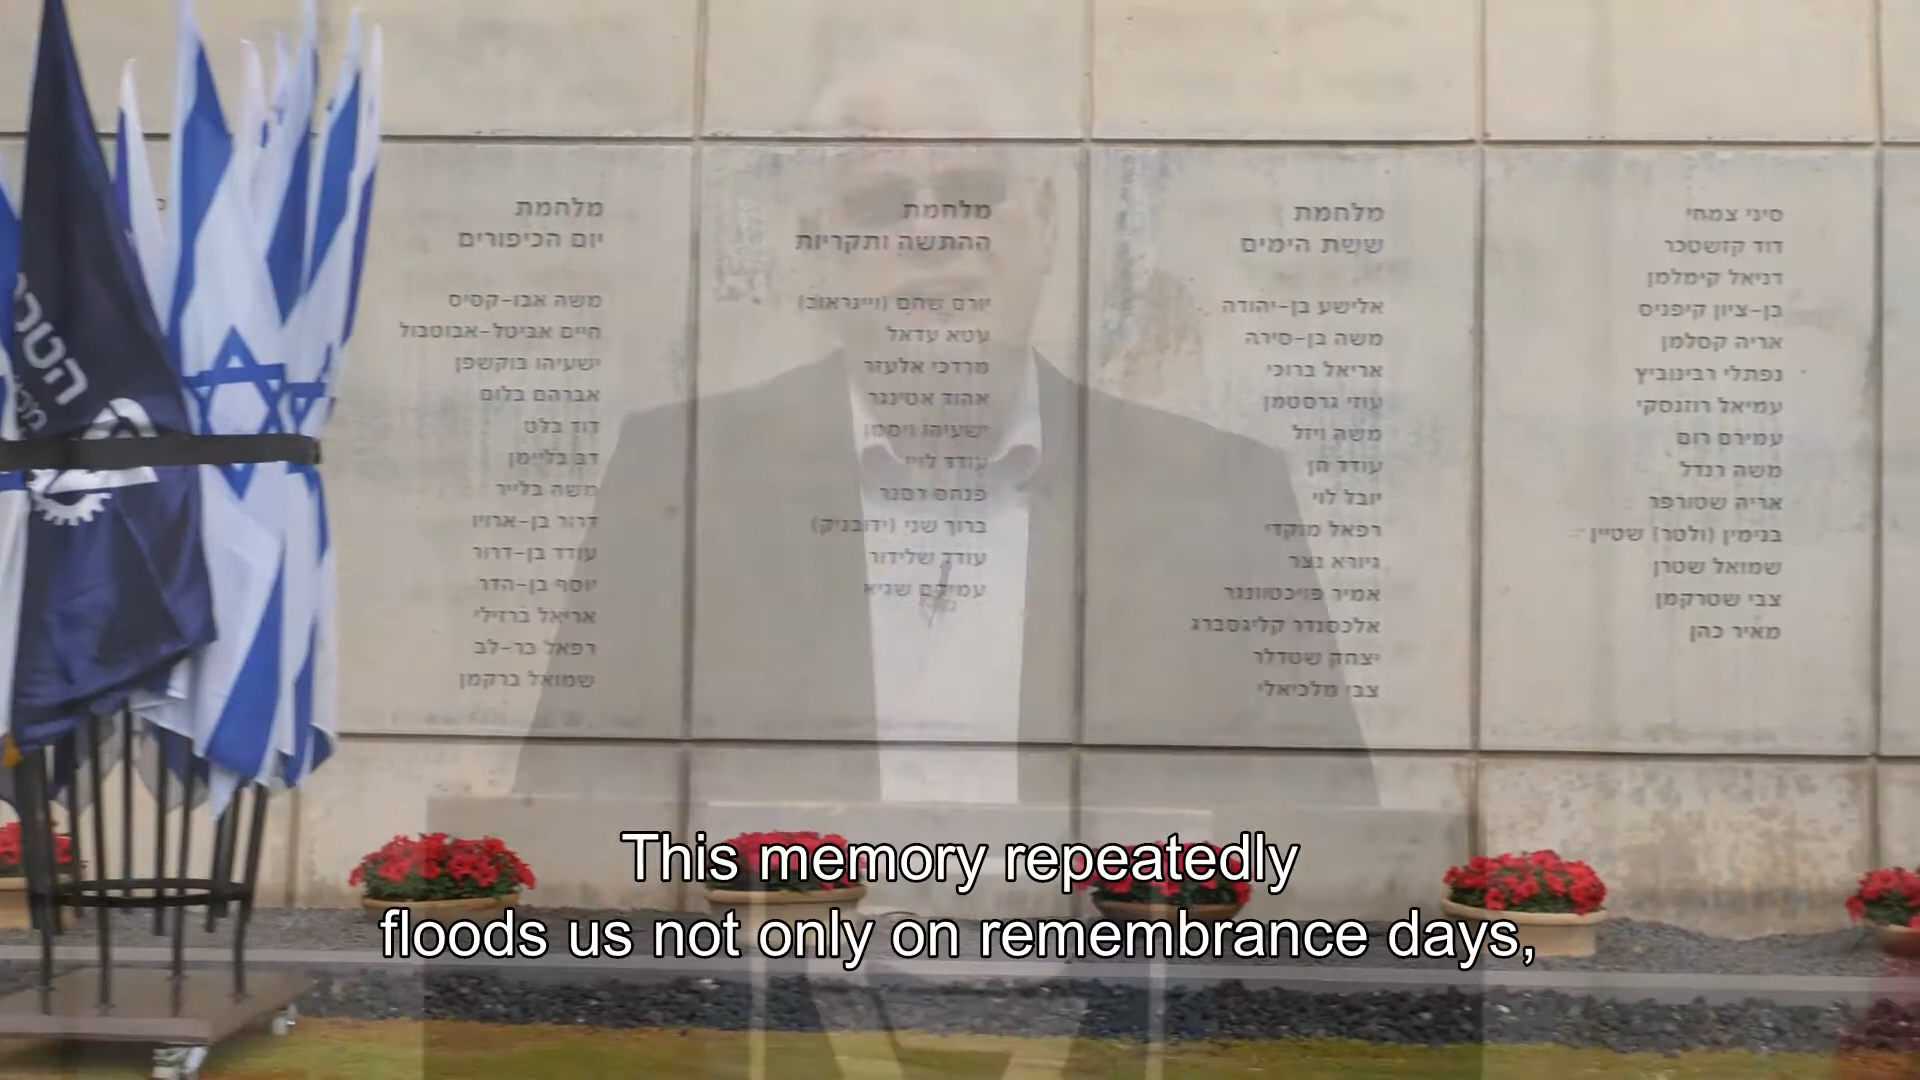 סיני צמחי
דוד קזשטכר
דניאל קימלמן
בן-ציון קיפניס
אריה קסלמן
נפתלי רבינוביץ
עמיאל רוזנסקי
עמירם רום
משה רנדל
אריה שטורפר
בנימין (ולטר) שטיין
שמואל שטרן
צבי שטרקמן
מאיר כהן
מלחמת
ששת הימים
אלישע בן-יהודה
משה בן-סירה
אריאל ברוכי
עוזי גרסטמן
משה ויזל
עודד חן
יובל לוי
רפאל מוקדי
גיורא נצר
אמיר פויכטוונגר
אלכסנדר קליגסברג
יצחק שטדלר
צבי מלכיאלי
מלחמת
ההתשה ותקריות
יורם שחם (ויינראוב)
עטא עדאל
מרדכי אלעזר
אהוד אטינגר
ישעיהו ויסמן
עודד לוי
פנחס רסנר
ברוך שני
עודד שלידור
עמירם שגיא
מלחמת
יום הכיפורים
משה אבו-קסיס
חיים אביטל-אבוטבול
ישעיהו בוקשפן
אברהם בלום
דוד בלט
דב בליימן
משה בלייר
דרור בן-ארויו
עודד בן-דרור
יוסף בן-הדר
אריאל ברזילי
רפאל בר-לב
שמואל ברקמן
הטכ
This memory repeatedly
floods us not only on remembrance days,